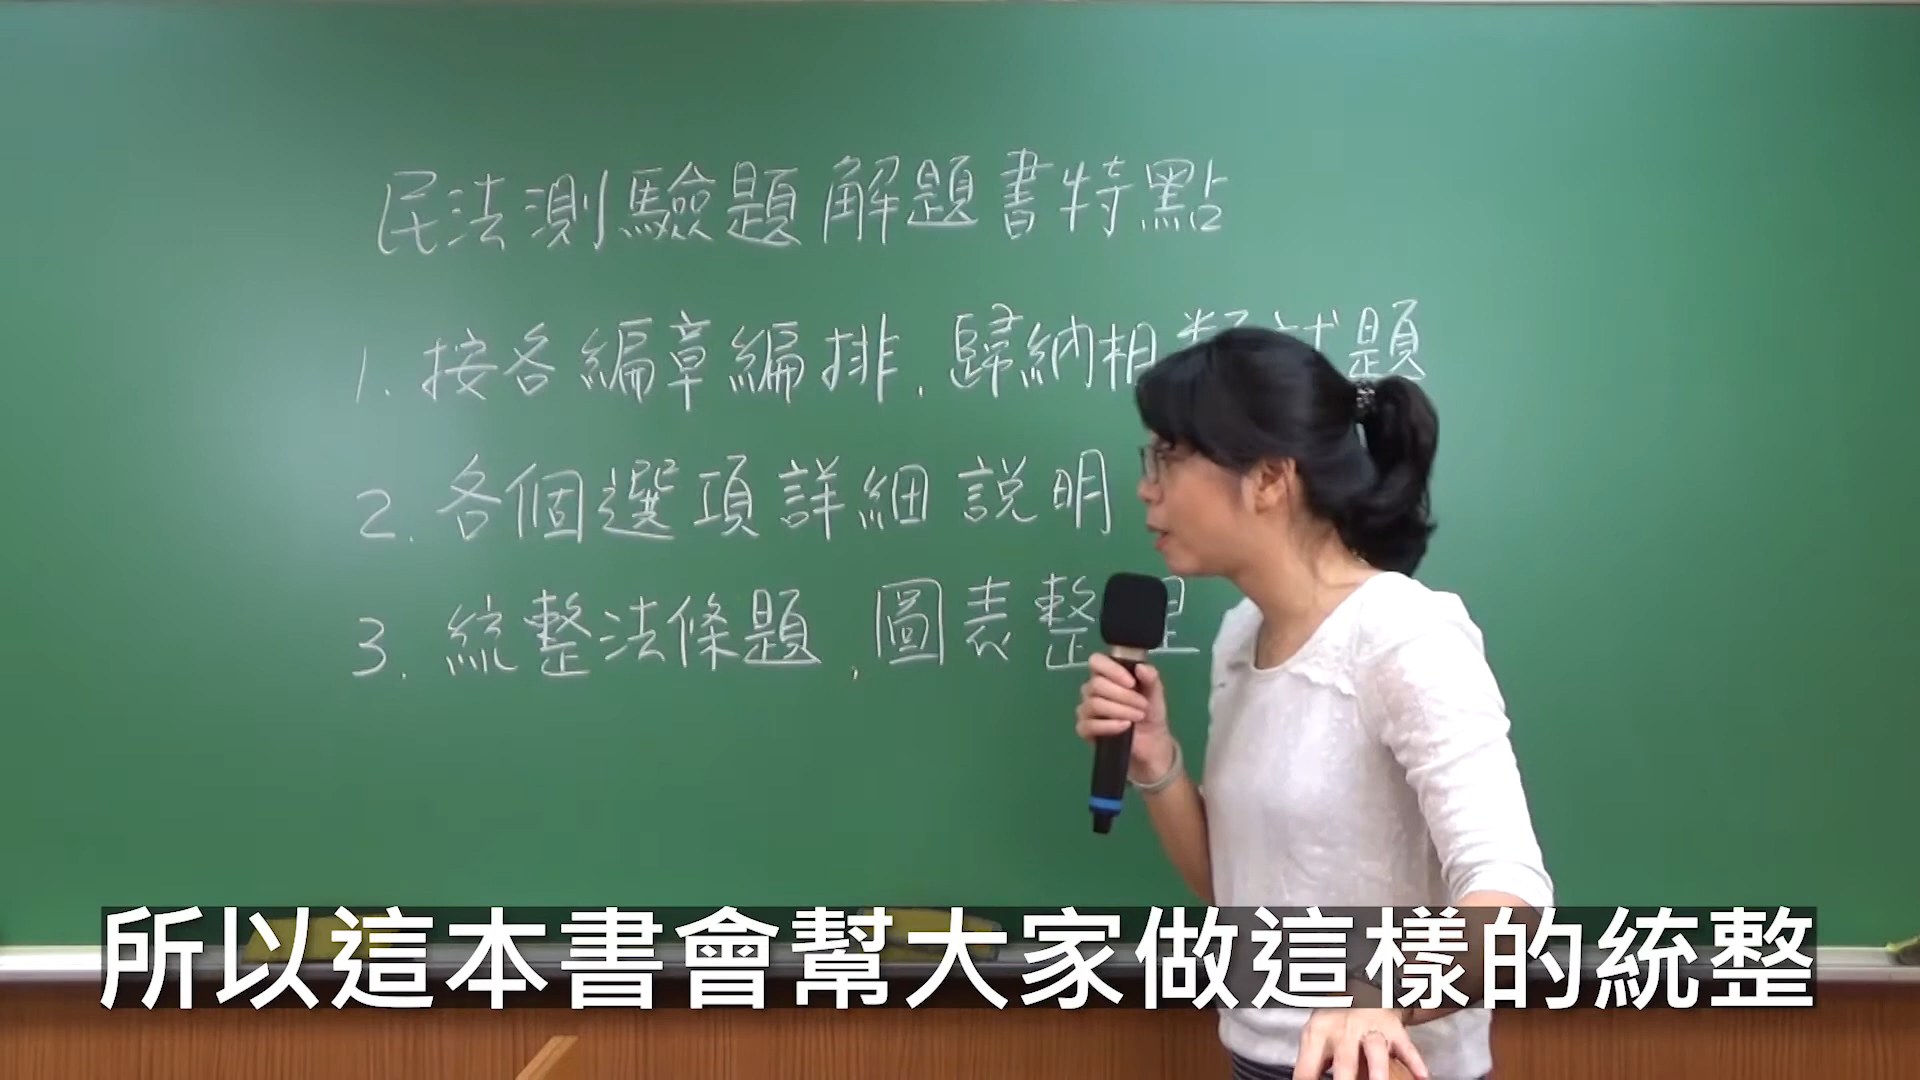 民法測驗題解題書特點
1. 按各編章編排, 歸納相類試題
2. 各個選項詳細說明
3. 統整法條題, 圖表整理
所以這本書會幫大家做這樣的統整